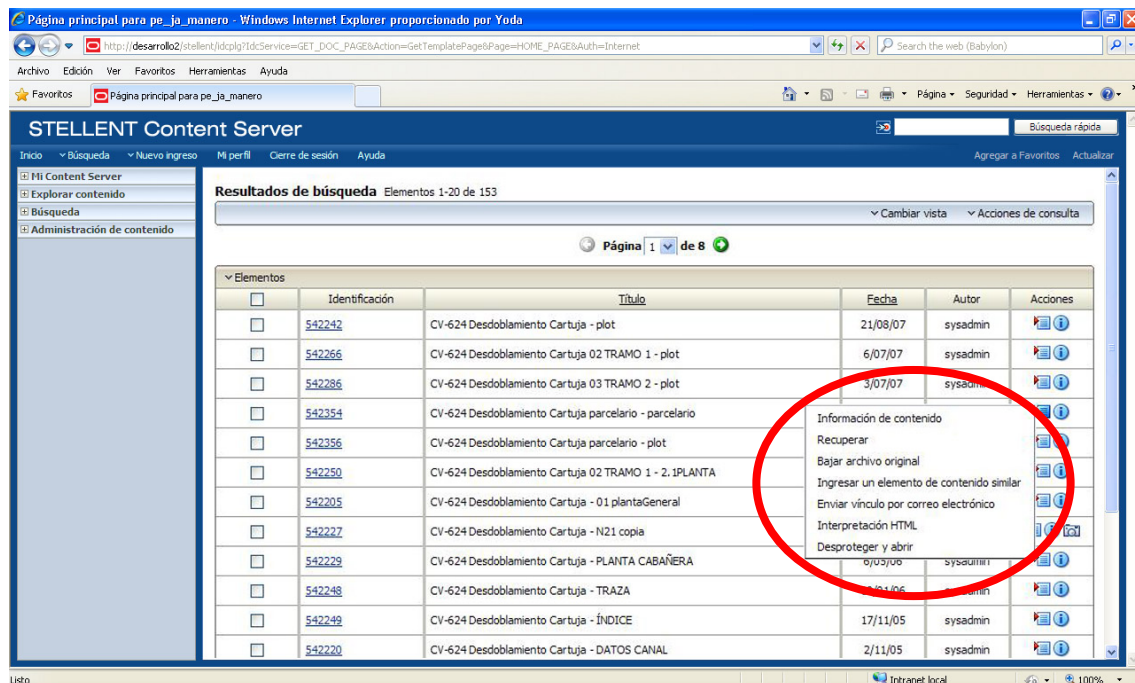 Página principal para pe_ja_manero - Windows Internet Explorer proporcionado por Yoda
http://desarrollo2/stellent/idcplg?IdcService=GET_DOC_PAGE&Action=GetTemplatePage&Page=HOME_PAGE&Auth=Internet
Search the web (Babylon)
Archivo Edición Ver Favoritos Herramientas Ayuda
Favoritos Página principal para pe_ja_manero Página Seguridad Herramientas
STELLENT Content Server Búsqueda rápida
Inicio Búsqueda Nuevo ingreso Mi perfil Cierre de sesión Ayuda Agregar a Favoritos Actualizar
Mi Content Server
Explorar contenido
Búsqueda
Administración de contenido
Resultados de búsqueda Elementos 1-20 de 153
Cambiar vista Acciones de consulta
Página 1 de 8
Elementos
Identificación Título Fecha Autor Acciones
542242 CV-624 Desdoblamiento Cartuja - plot 21/08/07 sysadmin
542266 CV-624 Desdoblamiento Cartuja 02 TRAMO 1 - plot 6/07/07 sysadmin
542286 CV-624 Desdoblamiento Cartuja 03 TRAMO 2 - plot 3/07/07 sysadmin
542354 CV-624 Desdoblamiento Cartuja parcelario - parcelario
542356 CV-624 Desdoblamiento Cartuja parcelario - plot
542250 CV-624 Desdoblamiento Cartuja 02 TRAMO 1 - 2.1PLANTA
542205 CV-624 Desdoblamiento Cartuja - 01 plantaGeneral
542227 CV-624 Desdoblamiento Cartuja - N21 copia
542229 CV-624 Desdoblamiento Cartuja - PLANTA CABAÑERA sysadmin
542248 CV-624 Desdoblamiento Cartuja - TRAZA
542249 CV-624 Desdoblamiento Cartuja - ÍNDICE 17/11/05 sysadmin
542220 CV-624 Desdoblamiento Cartuja - DATOS CANAL 2/11/05 sysadmin
Información de contenido
Recuperar
Bajar archivo original
Ingresar un elemento de contenido similar
Enviar vínculo por correo electrónico
Interpretación HTML
Desproteger y abrir
Listo Intranet local 100%